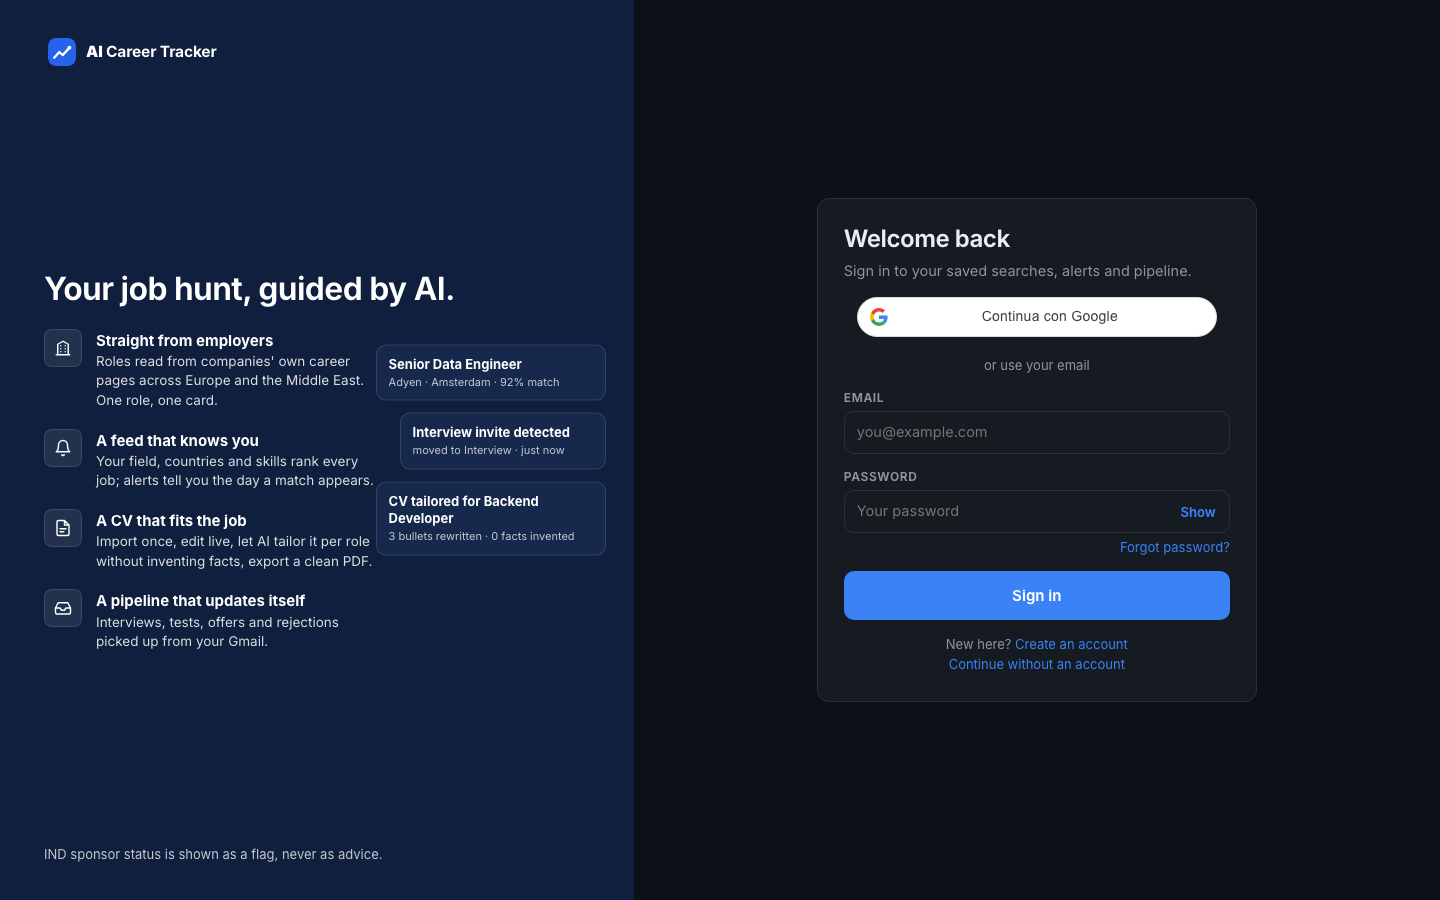 AI Career Tracker
Your job hunt, guided by AI.
Straight from employers
Roles read from companies' own career
pages across Europe and the Middle East.
One role, one card.
A feed that knows you
Your field, countries and skills rank every
job; alerts tell you the day a match appears.
A CV that fits the job
Import once, edit live, let AI tailor it per role
without inventing facts, export a clean PDF.
A pipeline that updates itself
Interviews, tests, offers and rejections
picked up from your Gmail.
Senior Data Engineer
Adyen · Amsterdam · 92% match
Interview invite detected
moved to Interview · just now
CV tailored for Backend
Developer
3 bullets rewritten · 0 facts invented
IND sponsor status is shown as a flag, never as advice.
Welcome back
Sign in to your saved searches, alerts and pipeline.
Continua con Google
or use your email
EMAIL
you@example.com
PASSWORD
Your password
Show
Forgot password?
Sign in
New here? Create an account
Continue without an account